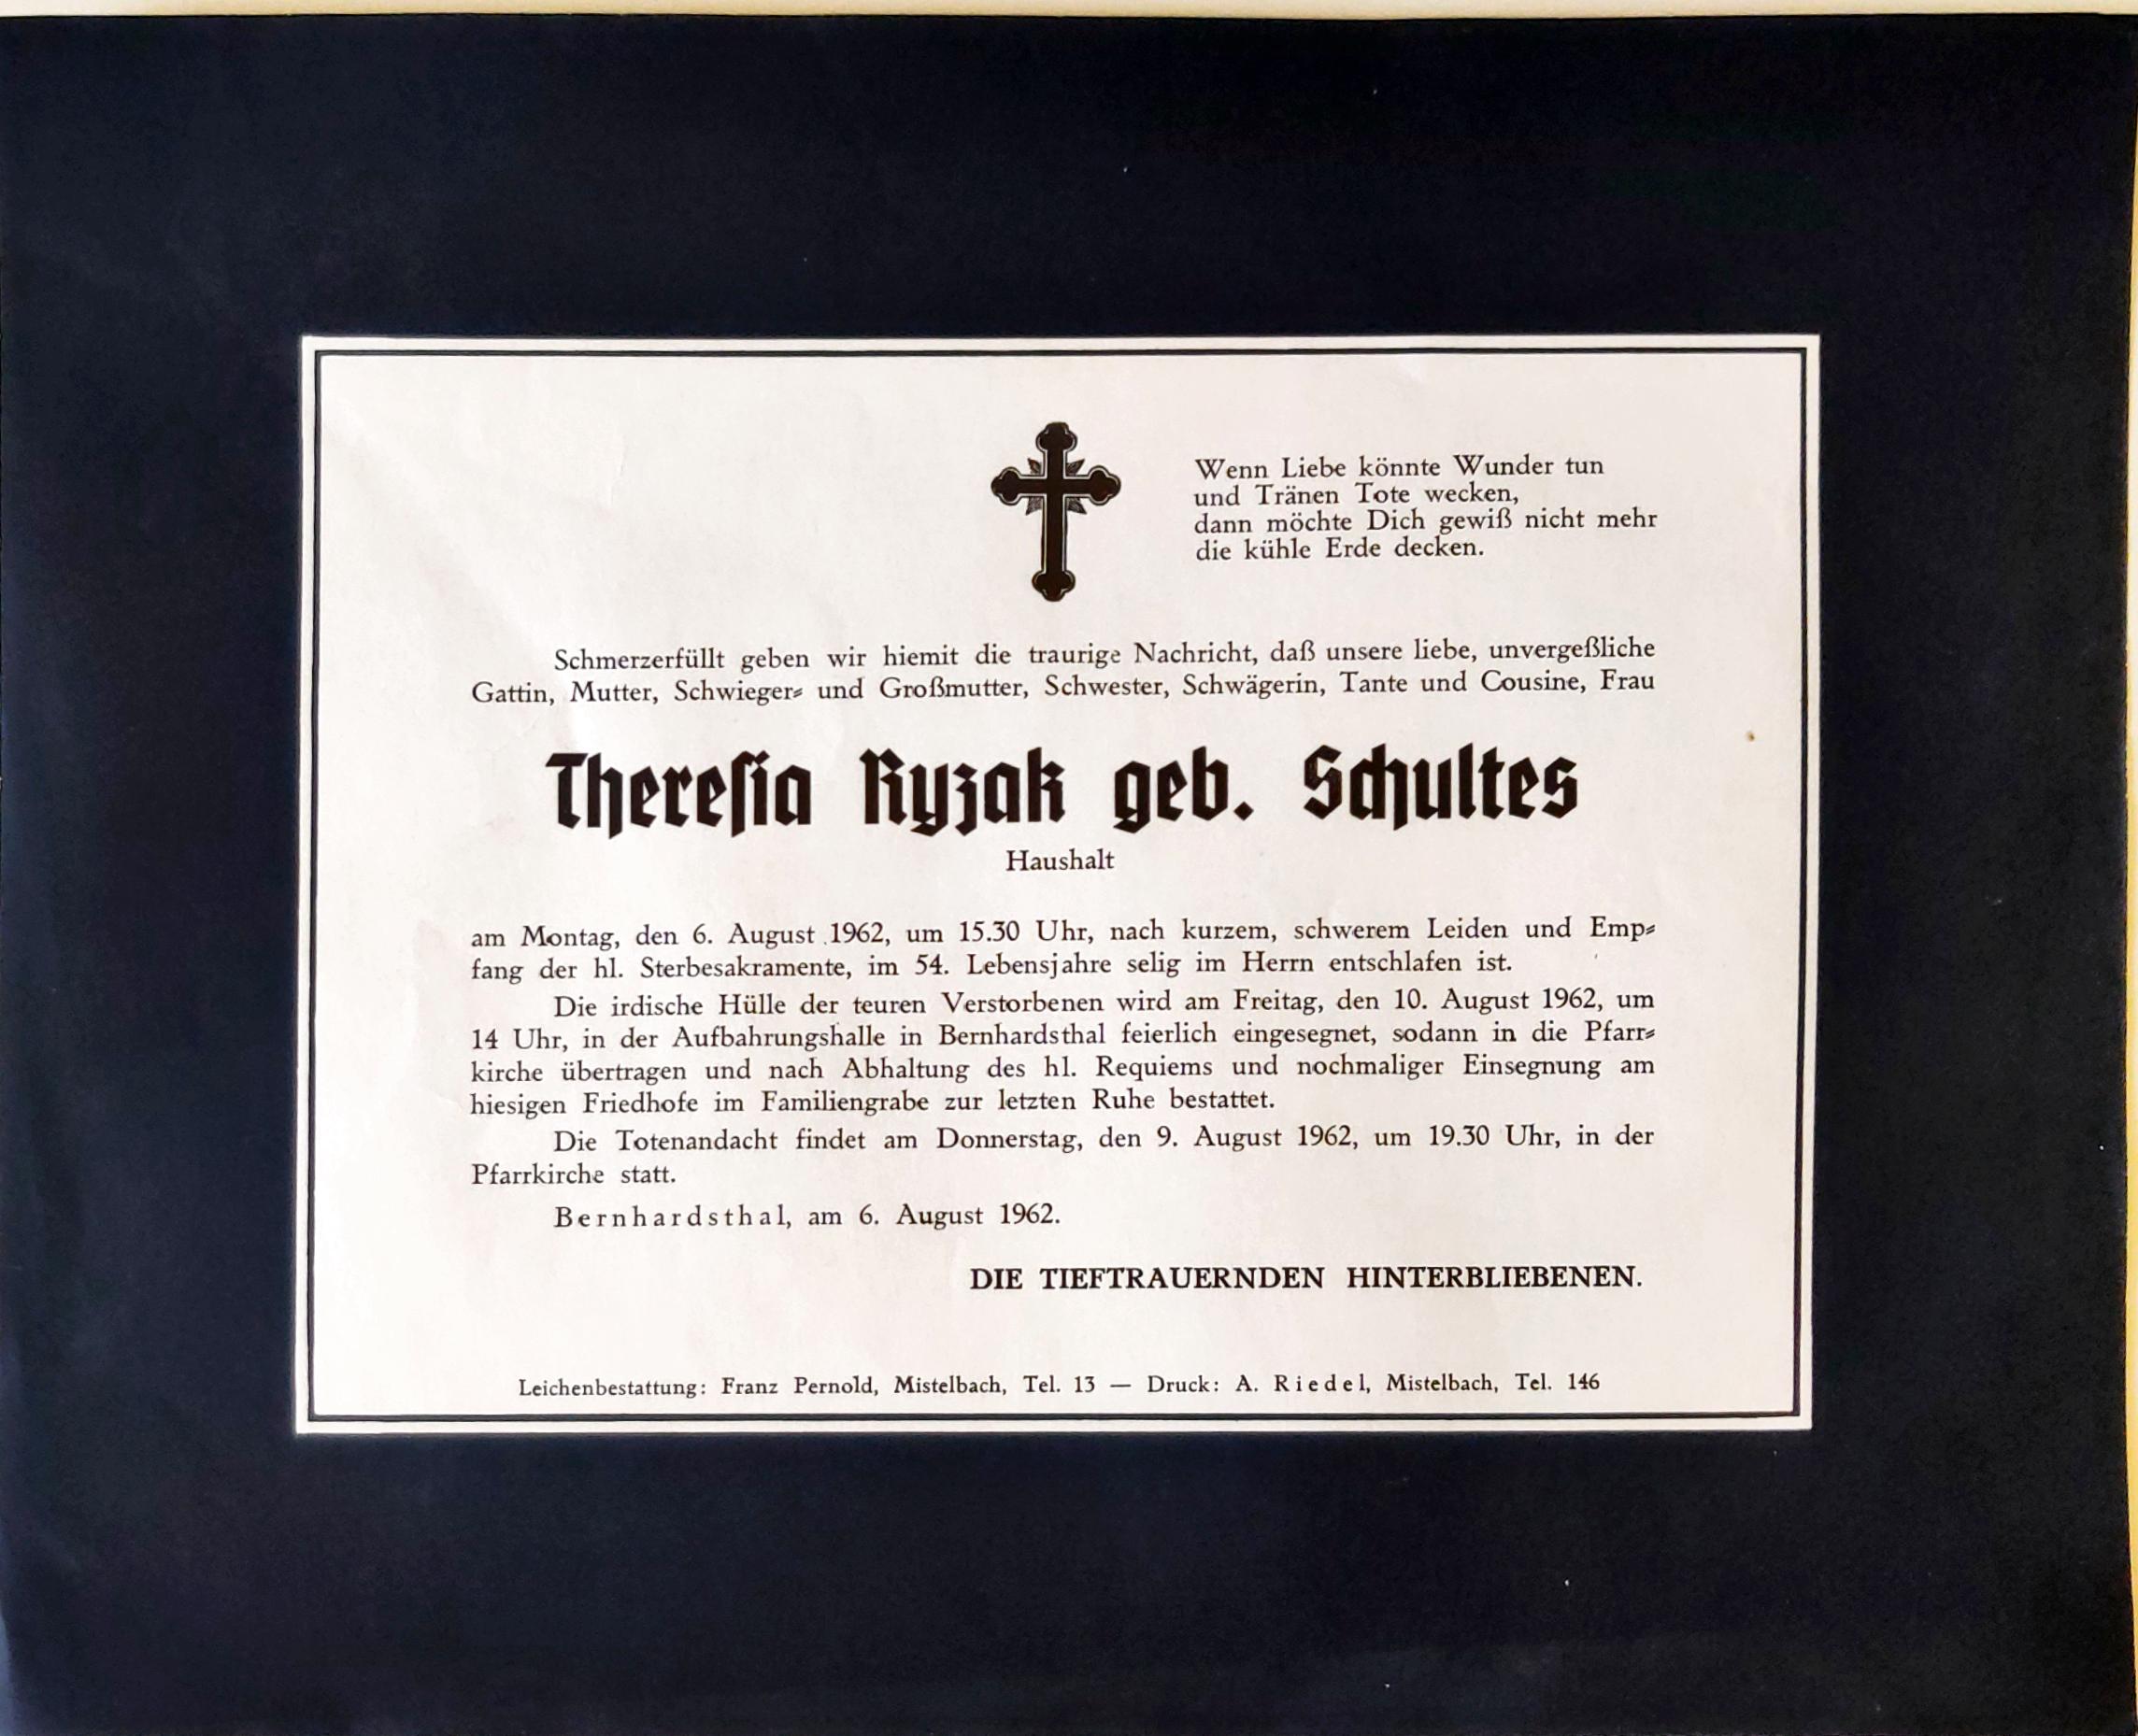 Wenn Liebe könnte Wunder tun
und Tränen Tote wecken,
dann möchte Dich gewiß nicht mehr
die kühle Erde decken.
Schmerzerfüllt geben wir hiemit die traurige Nachricht, daß unsere liebe, unvergeßliche
Gattin, Mutter, Schwieger- und Großmutter, Schwester, Schwägerin, Tante und Cousine, Frau
Theresia Ryzak geb. Schultes
Haushalt
am Montag, den 6. August 1962, um 15.30 Uhr, nach kurzem, schwerem Leiden und Emp-
fang der hl. Sterbesakramente, im 54. Lebensjahre selig im Herrn entschlafen ist.
Die irdische Hülle der teuren Verstorbenen wird am Freitag, den 10. August 1962, um
14 Uhr, in der Aufbahrungshalle in Bernhardsthal feierlich eingesegnet, sodann in die Pfarr-
kirche übertragen und nach Abhaltung des hl. Requiems und nochmaliger Einsegnung am
hiesigen Friedhofe im Familiengrabe zur letzten Ruhe bestattet.
Die Totenandacht findet am Donnerstag, den 9. August 1962, um 19.30 Uhr, in der
Pfarrkirche statt.
Bernhardsthal, am 6. August 1962.
DIE TIEFTRAUERNDEN HINTERBLIEBENEN.
Leichenbestattung: Franz Pernold, Mistelbach, Tel. 13 — Druck: A. Riedel, Mistelbach, Tel. 146